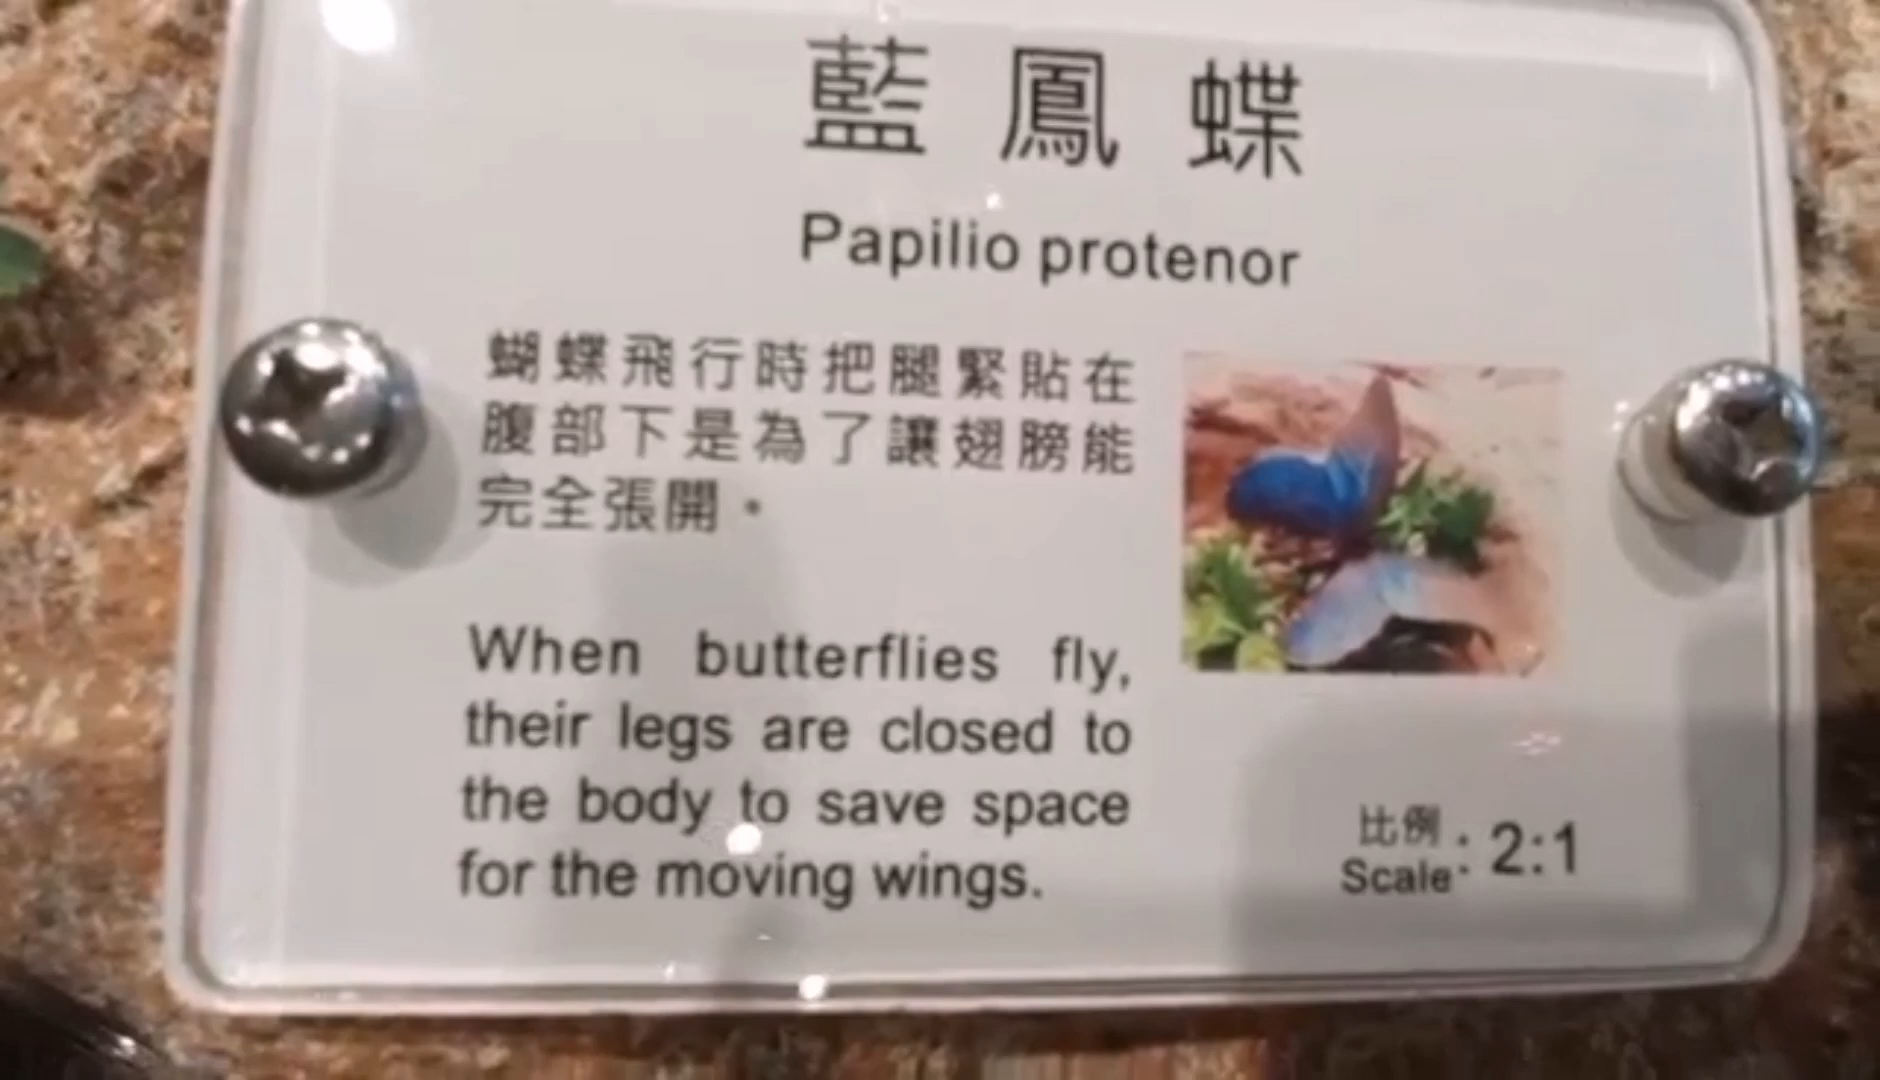 藍鳳蝶
Papilio protenor
蝴蝶飛行時把腿緊貼在
腹部下是為了讓翅膀能
完全張開。
When butterflies fly,
their legs are closed to
the body to save space
for the moving wings.
比例
Scale : 2:1